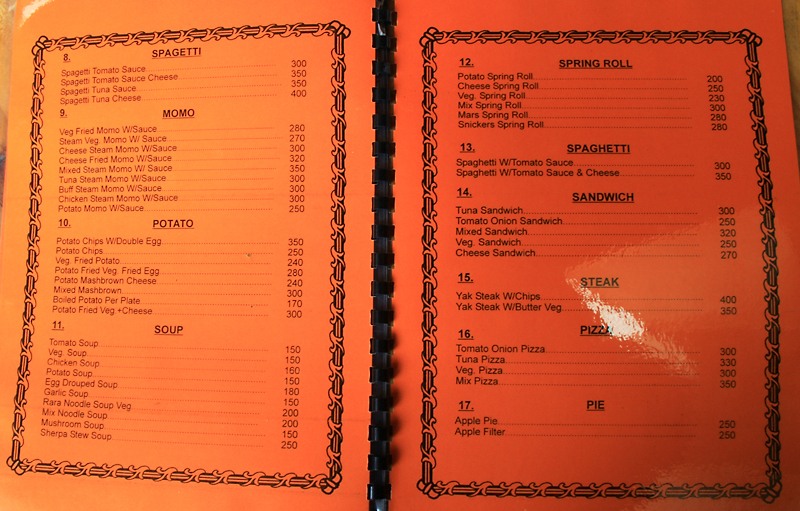 8. SPAGETTI
Spagetti Tomato Sauce 300
Spagetti Tomato Sauce Cheese 350
Spagetti Tuna Sauce 350
Spagetti Tuna Cheese 400
9. MOMO
Veg Fried Momo W/Sauce 280
Steam Veg. Momo W/ Sauce 270
Cheese Steam Momo W/Sauce 300
Cheese Fried Momo W/Sauce 320
Mixed Steam Momo W/ Sauce 350
Tuna Steam Momo W/Sauce 300
Buff Steam Momo W/Sauce 300
Chicken Steam Momo W/Sauce 300
Potato Momo W/Sauce 250
10. POTATO
Potato Chips W/Double Egg 350
Potato Chips 250
Veg. Fried Potato 240
Potato Fried Veg Fried Egg 280
Potato Mashbrown Cheese 240
Mixed Mashbrown 300
Boiled Potato Per Plate 170
Potato Fried Veg +Cheese 300
11. SOUP
Tomato Soup 150
Veg. Soup 150
Chicken Soup 160
Potato Soup 150
Egg Drouped Soup 180
Garlic Soup 200
Rara Noodle Soup Veg 200
Mix Noodle Soup 200
Mushroom Soup 150
Sherpa Stew Soup 250
12. SPRING ROLL
Potato Spring Roll 200
Cheese Spring Roll 250
Veg. Spring Roll 230
Mix Spring Roll 300
Mars Spring Roll 280
Snickers Spring Roll 280
13. SPAGHETTI
Spaghetti W/Tomato Sauce 300
Spaghetti W/Tomato Sauce & Cheese 350
14. SANDWICH
Tuna Sandwich 300
Tomato Onion Sandwich 250
Mixed Sandwich 320
Veg. Sandwich 250
Cheese Sandwich 270
15. STEAK
Yak Steak W/Chips 400
Yak Steak W/Butter Veg 350
16. PIZZA
Tomato Onion Pizza 300
Tuna Pizza 330
Veg. Pizza 300
Mix Pizza 350
17. PIE
Apple Pie 250
Apple Filter 250